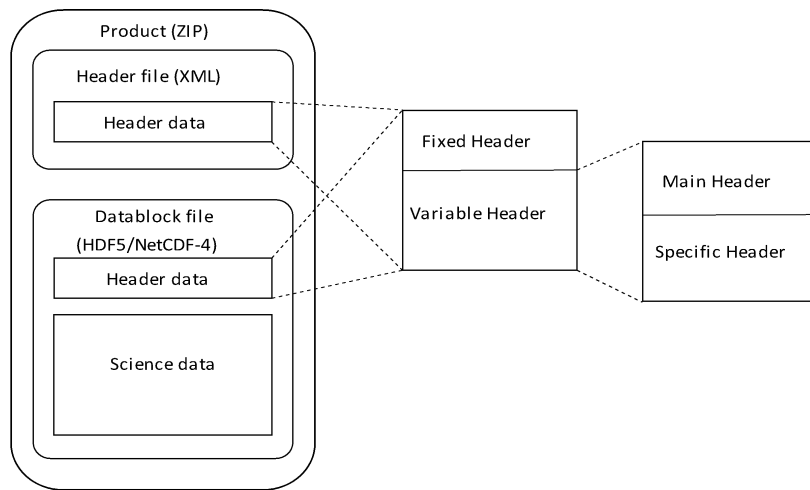 Product (ZIP)
Header file (XML)
Header data
Datablock file
(HDF5/NetCDF-4)
Header data
Science data
Fixed Header
Variable Header
Main Header
Specific Header